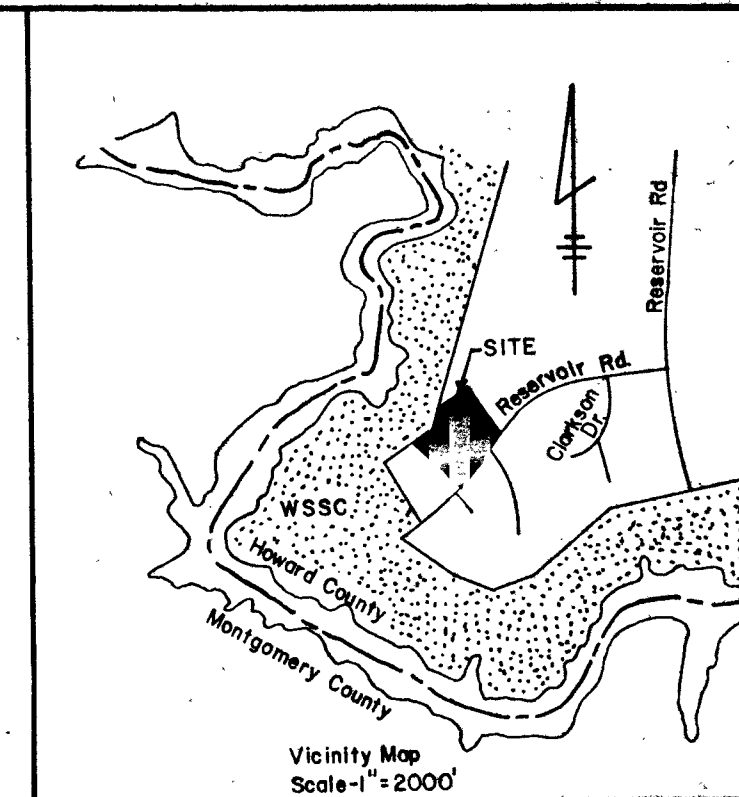 Reservoir Rd
SITE
Reservoir Rd.
Clarkson
Dr.
WSSC
Howard County
Montgomery County
Vicinity Map
Scale-1"=2000'